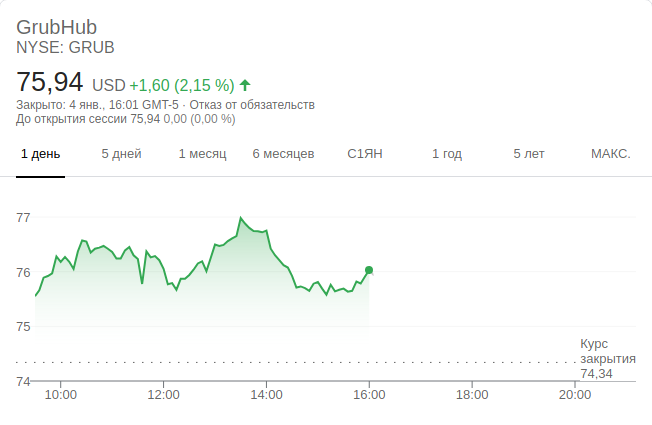 GrubHub
NYSE: GRUB
75,94 USD +1,60 (2,15 %)
Закрыто: 4 янв., 16:01 GMT-5 · Отказ от обязательств
До открытия сессии 75,94 0,00 (0,00 %)
1 день 5 дней 1 месяц 6 месяцев С1ЯН 1 год 5 лет МАКС.
77
76
75
Курс
закрытия
74,34
74
10:00 12:00 14:00 16:00 18:00 20:00